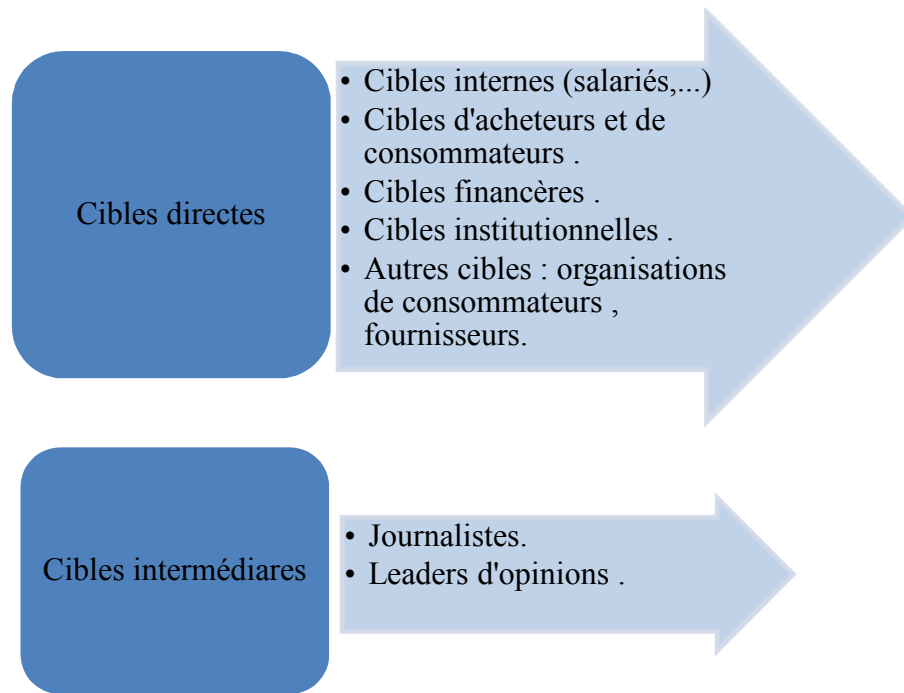 Cibles directes
• Cibles internes (salariés,...)
• Cibles d'acheteurs et de
consommateurs .
• Cibles financères .
• Cibles institutionnelles .
• Autres cibles : organisations
de consommateurs ,
fournisseurs.
Cibles intermédiares
• Journalistes.
• Leaders d'opinions .